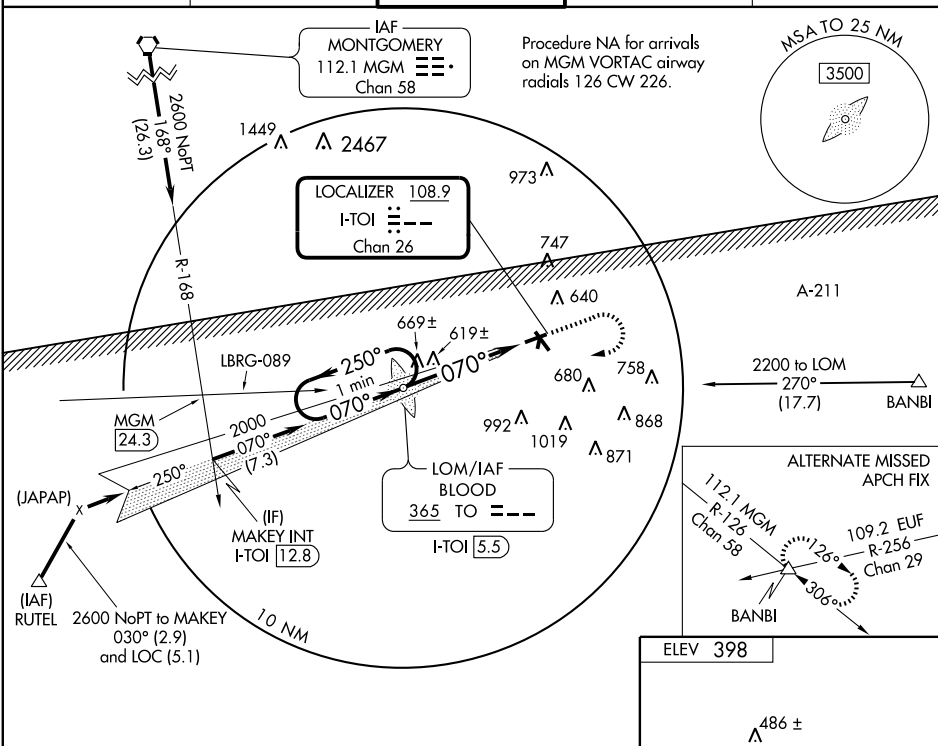 IAF
MONTGOMERY
112.1 MGM
Chan 58
Procedure NA for arrivals
on MGM VORTAC airway
radials 126 CW 226.
MSA TO 25 NM
3500
2600 NoPT
168°
(26.3)
1449
2467
973
LOCALIZER 108.9
I-TOI
Chan 26
747
R-168
640
A-211
669 ±
619 ±
LBRG-089
250°
1 min
070°
070°
680
758
2200 to LOM
270°
(17.7)
BANBI
MGM
24.3
2000
070°
(7.3)
250°
992
1019
868
871
LOM/IAF
BLOOD
365 TO
I-TOI 5.5
(JAPAP)
X
(IF)
MAKEY INT
I-TOI 12.8
(IAF)
RUTEL
2600 NoPT to MAKEY
030° (2.9)
and LOC (5.1)
10 NM
ALTERNATE MISSED
APCH FIX
112.1 MGM
R-126
Chan 58
109.2 EUF
R-256
Chan 29
126°
306°
BANBI
ELEV 398
486 ±